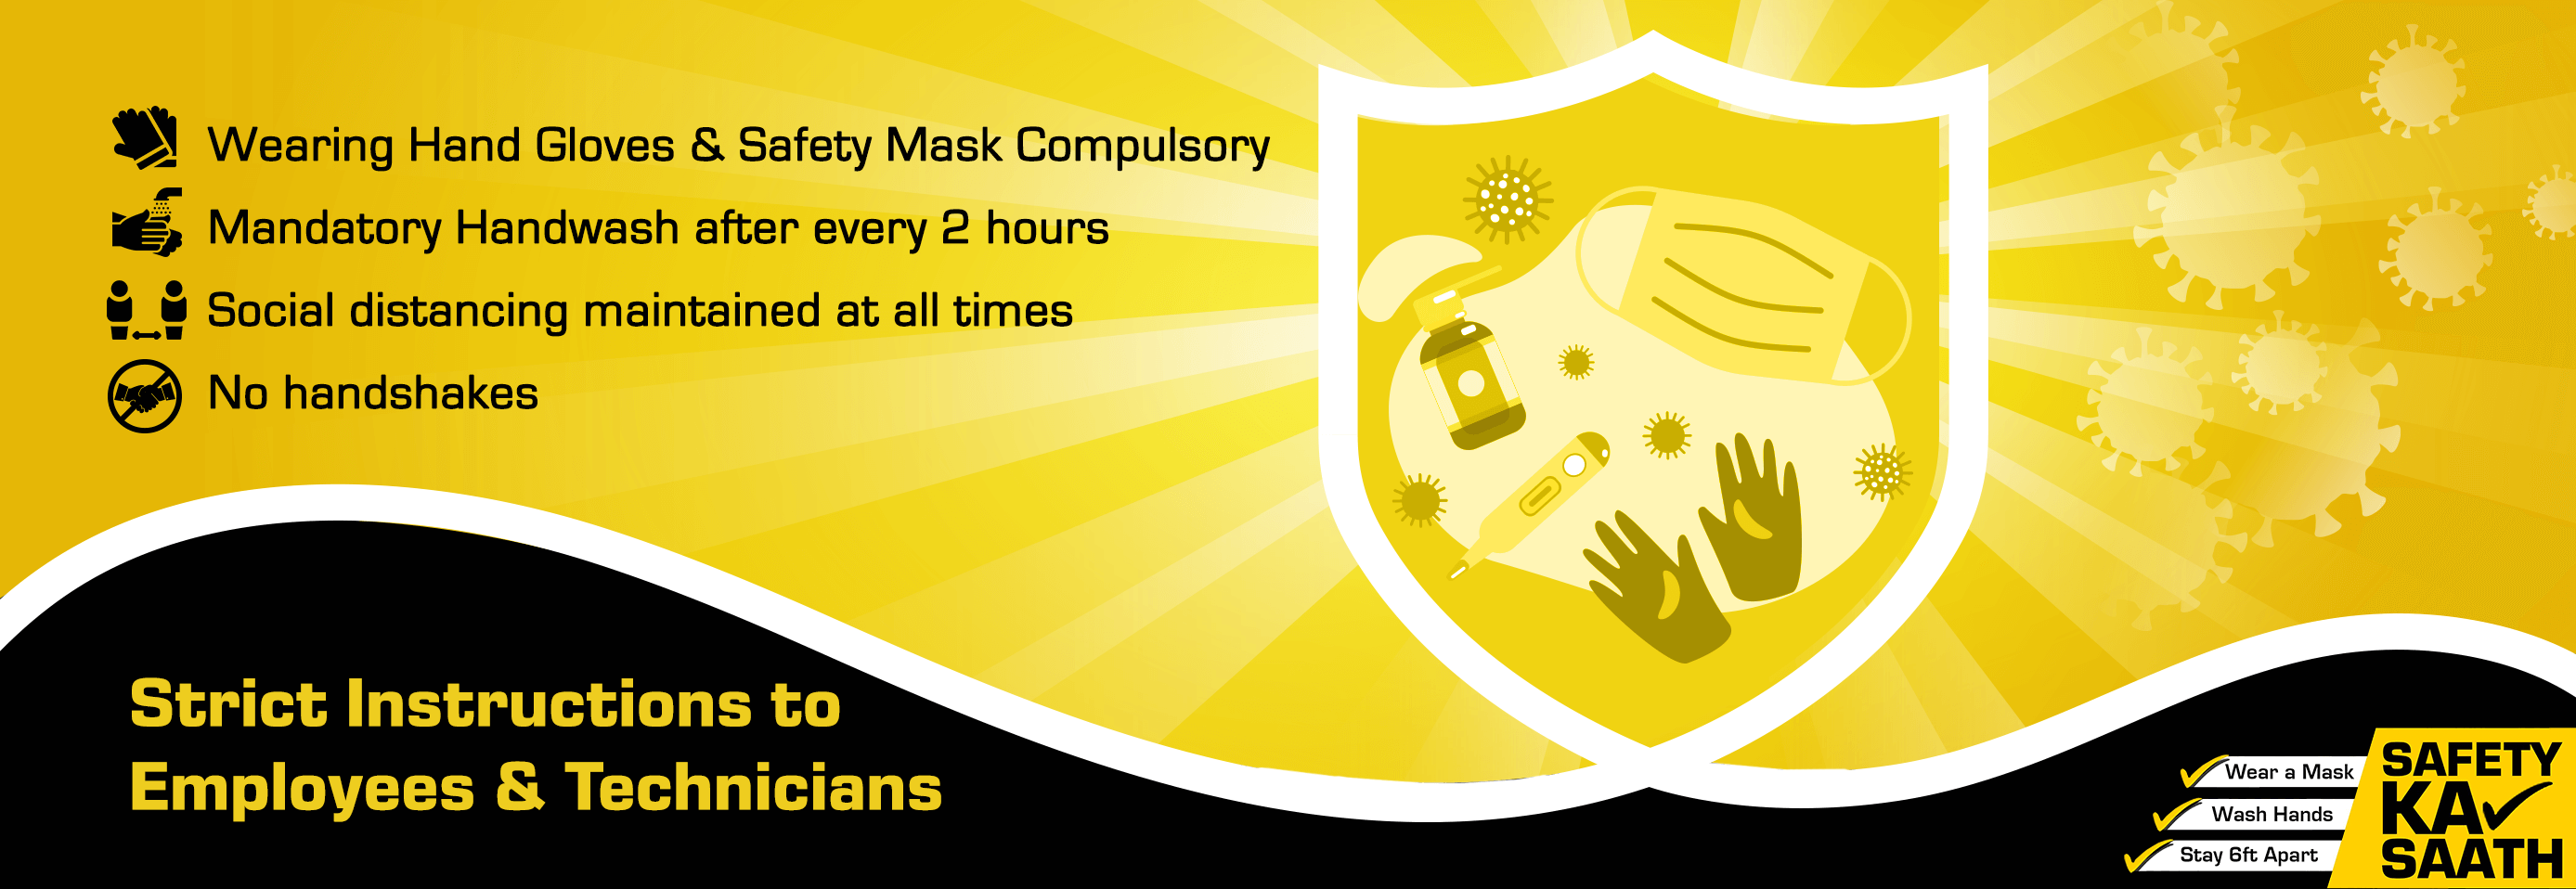 Wearing Hand Gloves & Safety Mask Compulsory
Mandatory Handwash after every 2 hours
Social distancing maintained at all times
No handshakes
Strict Instructions to
Employees & Technicians
Wear a Mask
Wash Hands
Stay 6ft Apart
SAFETY
KA
SAATH